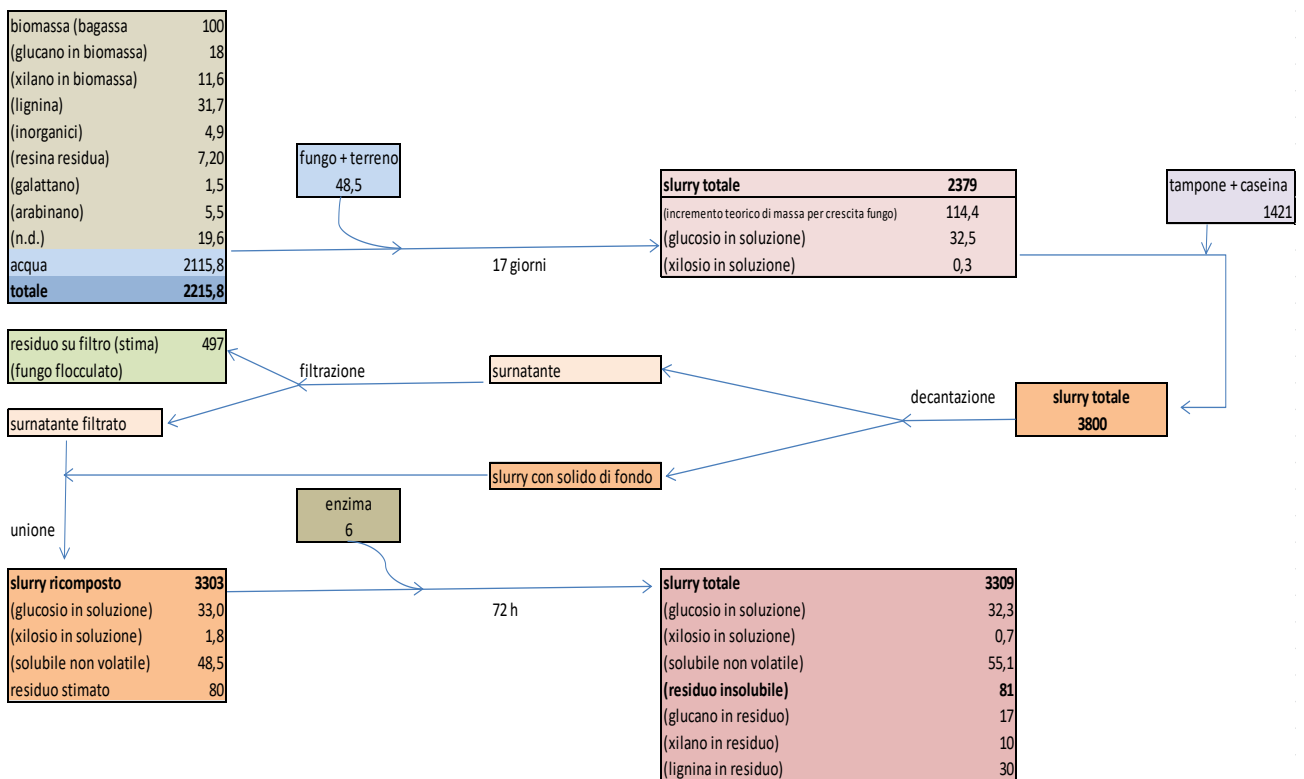 biomassa (bagassa 100
(glucano in biomassa) 18
(xilano in biomassa) 11,6
(lignina) 31,7
(inorganici) 4,9
(resina residua) 7,20
(galattano) 1,5
(arabinano) 5,5
(n.d.) 19,6
acqua 2115,8
totale 2215,8
fungo + terreno
48,5
17 giorni
slurry totale 2379
(incremento teorico di massa per crescita fungo) 114,4
(glucosio in soluzione) 32,5
(xilosio in soluzione) 0,3
tampone + caseina
1421
residuo su filtro (stima) 497
(fungo flocculato)
filtrazione
surnatante
decantazione
slurry totale
3800
surnatante filtrato
slurry con solido di fondo
unione
enzima
6
72 h
slurry ricomposto 3303
(glucosio in soluzione) 33,0
(xilosio in soluzione) 1,8
(solubile non volatile) 48,5
residuo stimato 80
slurry totale 3309
(glucosio in soluzione) 32,3
(xilosio in soluzione) 0,7
(solubile non volatile) 55,1
(residuo insolubile) 81
(glucano in residuo) 17
(xilano in residuo) 10
(lignina in residuo) 30